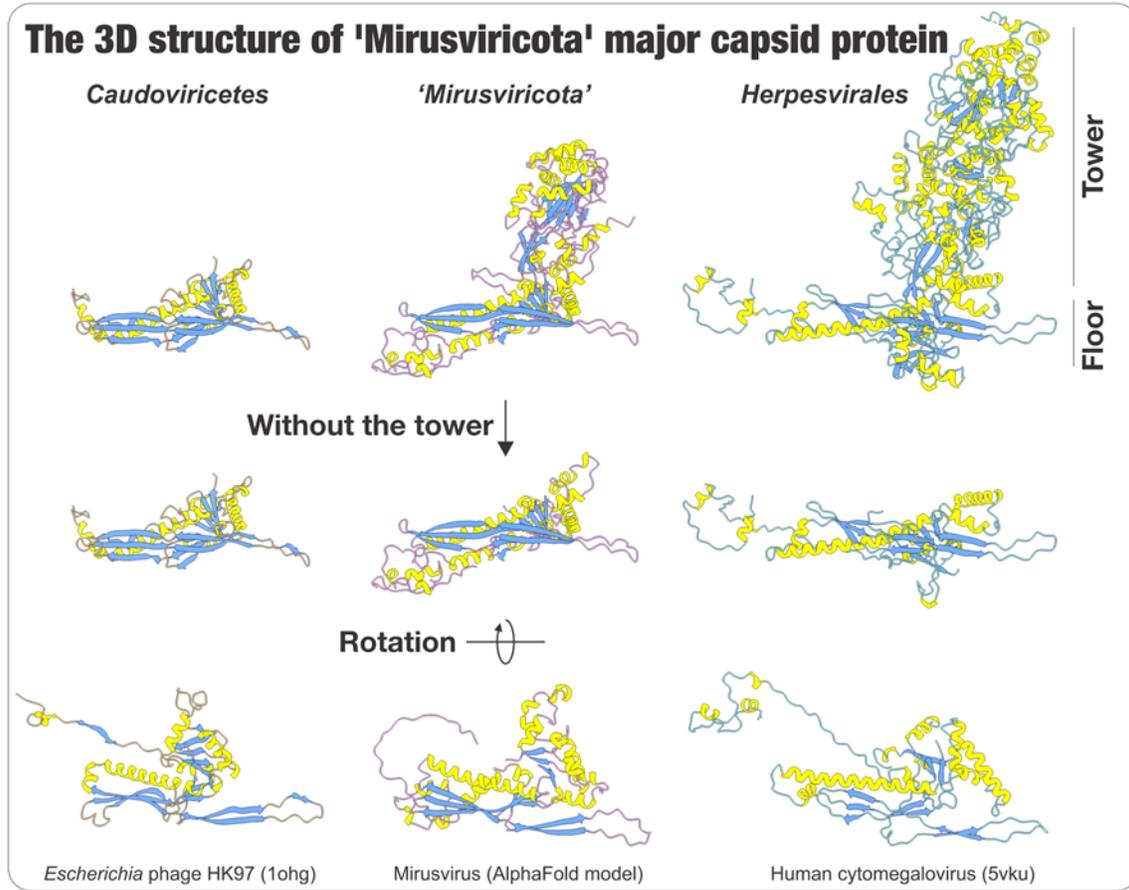 The 3D structure of 'Mirusviricota' major capsid protein
Caudoviricetes
‘Mirusviricota’
Herpesvirales
Tower
Floor
Without the tower
Rotation
Escherichia phage HK97 (1ohg)
Mirusvirus (AlphaFold model)
Human cytomegalovirus (5vku)